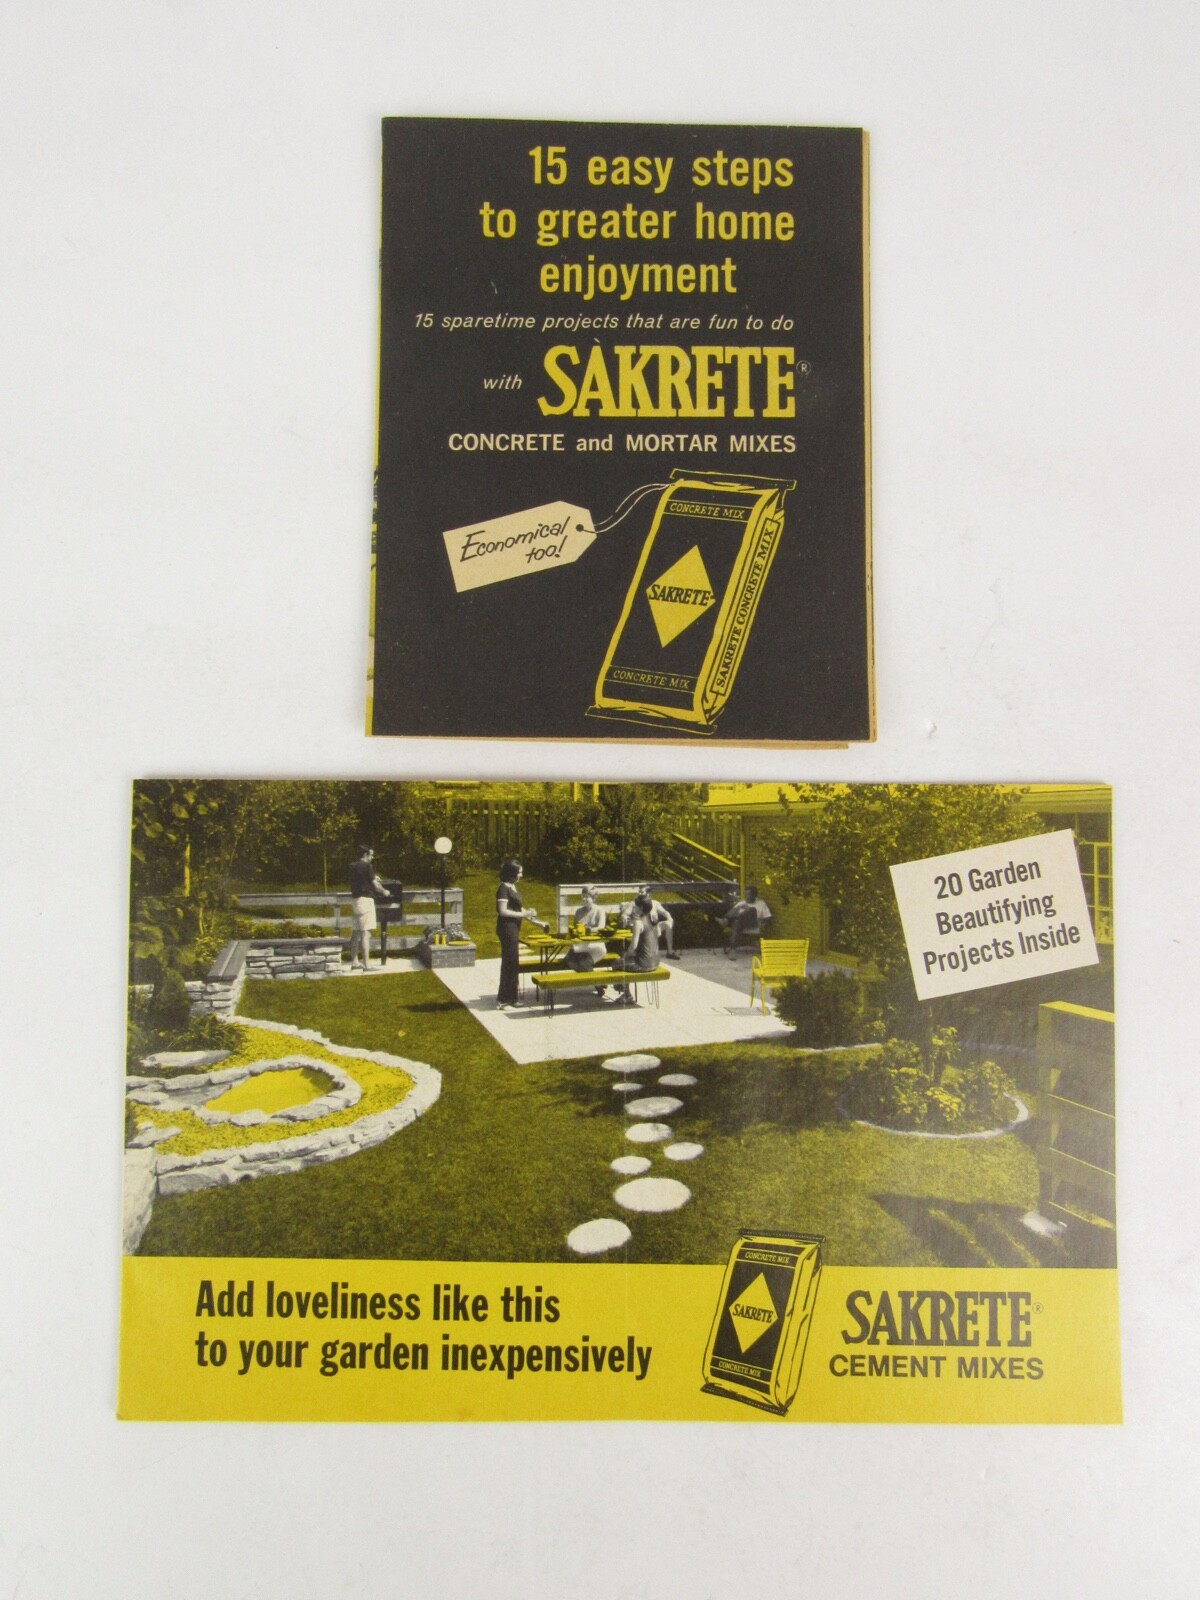 15 easy steps
to greater home
enjoyment
15 sparetime projects that are fun to do
with SAKRETE®
CONCRETE and MORTAR MIXES
Economical
too!
CONCRETE MIX
SAKRETE
CONCRETE MIX
SAKRETE CONCRETE MIX
20 Garden
Beautifying
Projects Inside
Add loveliness like this
to your garden inexpensively
CONCRETE MIX
SAKRETE
CONCRETE MIX
SAKRETE®
CEMENT MIXES